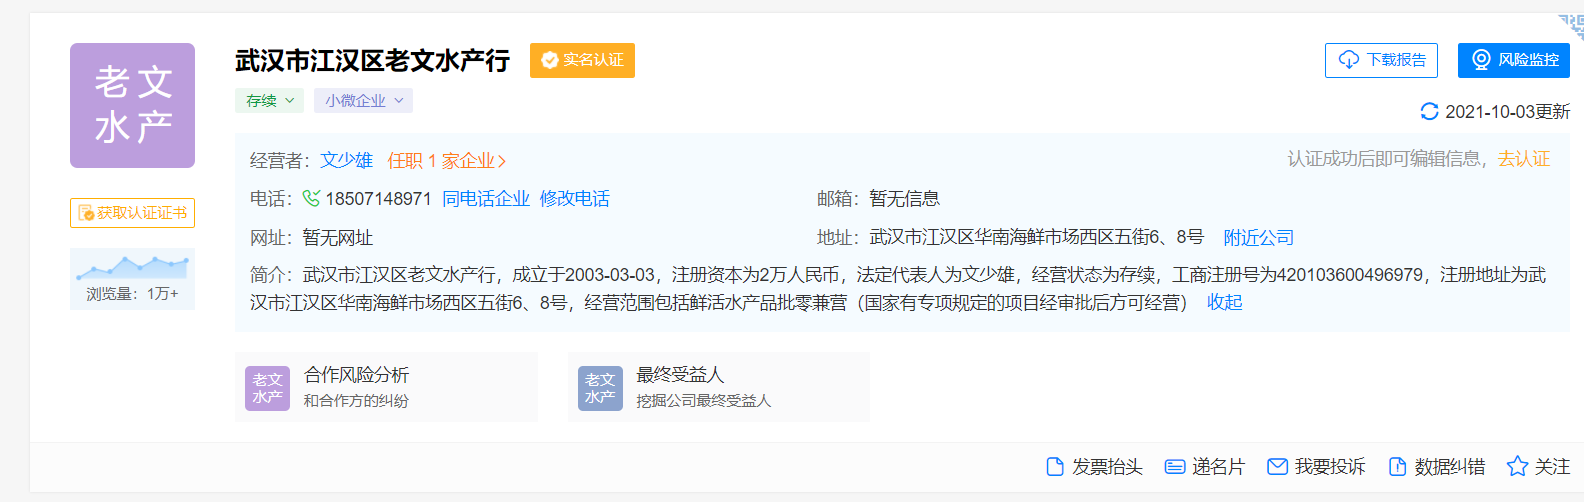 老文
水产
武汉市江汉区老文水产行
实名认证
下载报告
风险监控
存续
小微企业
2021-10-03更新
经营者：文少雄 任职 1 家企业>
认证成功后即可编辑信息，去认证
电话：18507148971 同电话企业 修改电话
邮箱：暂无信息
获取认证证书
网址：暂无网址
地址：武汉市江汉区华南海鲜市场西区五街6、8号 附近公司
简介：武汉市江汉区老文水产行，成立于2003-03-03，注册资本为2万人民币，法定代表人为文少雄，经营状态为存续，工商注册号为420103600496979，注册地址为武
汉市江汉区华南海鲜市场西区五街6、8号，经营范围包括鲜活水产品批零兼营（国家有专项规定的项目经审批后方可经营） 收起
浏览量：1万+
老文
水产
合作风险分析
和合作方的纠纷
老文
水产
最终受益人
挖掘公司最终受益人
发票抬头
递名片
我要投诉
数据纠错
关注